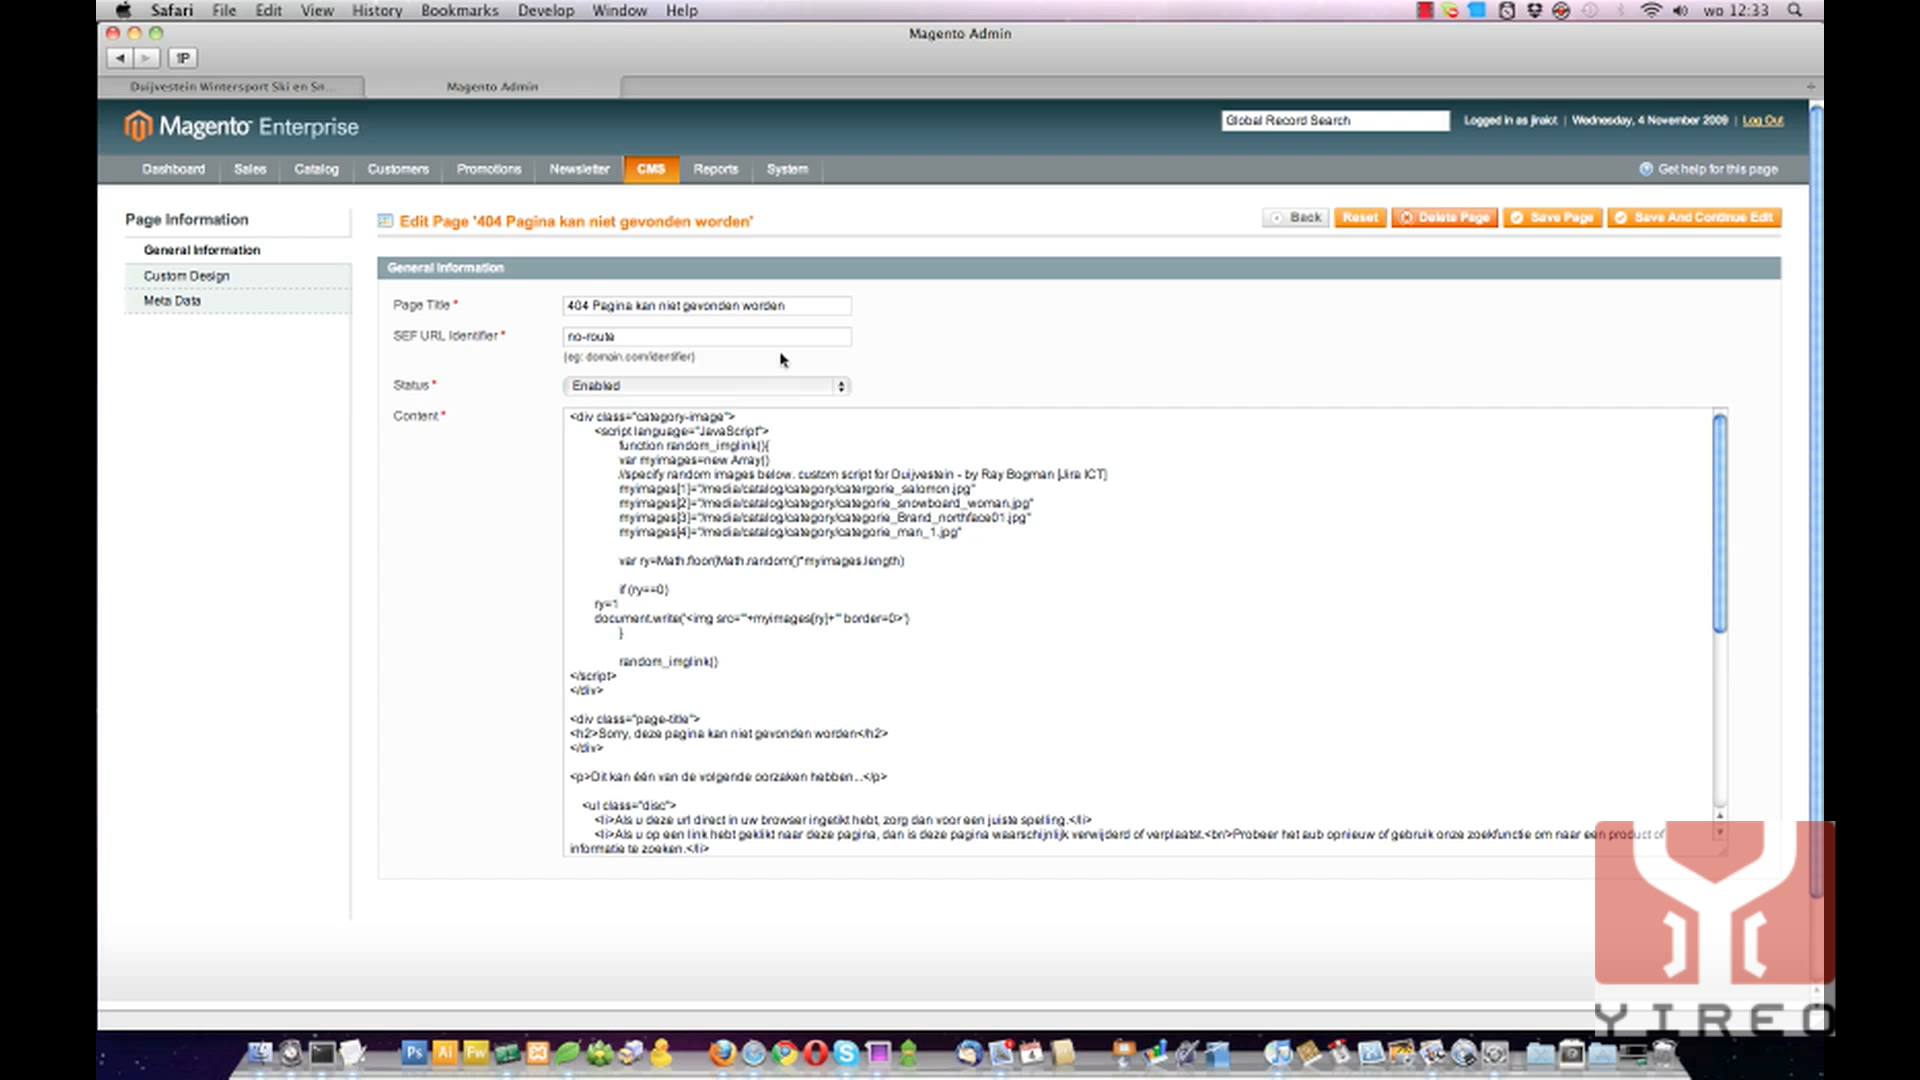 Safari File Edit View History Bookmarks Develop Window Help wo 12:33
Magento Admin
Duijvestein Wintersport Ski en Sn... Magento Admin
Magento Enterprise Global Record Search Logged in as jiraict | Wednesday, 4 November 2009 | Log Out
Dashboard Sales Catalog Customers Promotions Newsletter CMS Reports System Get help for this page
Page Information
General Information
Custom Design
Meta Data
Edit Page '404 Pagina kan niet gevonden worden' Back Reset Delete Page Save Page Save And Continue Edit
General Information
Page Title * 404 Pagina kan niet gevonden worden
SEF URL Identifier * no-route
(eg: domain.com/identifier)
Status * Enabled
Content *
<div class="category-image">
<script language="JavaScript">
function random_imglink(){
var myimages=new Array()
//specify random images below. custom script for Duijvestein - by Ray Bogman [Jira ICT]
myimages[1]="/media/catalog/category/catergorie_salomon.jpg"
myimages[2]="/media/catalog/category/categorie_snowboard_woman.jpg"
myimages[3]="/media/catalog/category/categorie_Brand_northface01.jpg"
myimages[4]="/media/catalog/category/categorie_man_1.jpg"
var ry=Math.floor(Math.random()*myimages.length)
if (ry==0)
ry=1
document.write('<img src="'+myimages[ry]+'" border=0>')
}
random_imglink()
</script>
</div>
<div class="page-title">
<h2>Sorry, deze pagina kan niet gevonden worden</h2>
</div>
<p>Dit kan één van de volgende oorzaken hebben...</p>
<ul class="disc">
<li>Als u deze url direct in uw browser ingetikt hebt, zorg dan voor een juiste spelling.</li>
<li>Als u op een link hebt geklikt naar deze pagina, dan is deze pagina waarschijnlijk verwijderd of verplaatst.<br/>Probeer het aub opnieuw of gebruik onze zoekfunctie om naar een product of
informatie te zoeken.</li>
YIREO
Ps Ai Fw